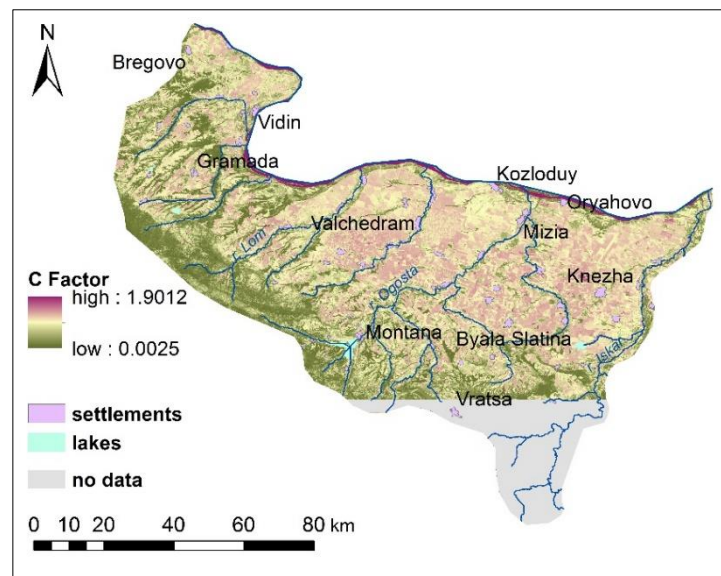 N
Bregovo
Vidin
Gramada
Kozloduy
Oryahovo
Valchedram
Mizia
r. Lom
Knezha
C Factor
high : 1.9012
r. Ogosta
low : 0.0025
Montana
Byala Slatina
r. Iskar
Vratsa
settlements
lakes
no data
0 5 10 20 40 60 80 km